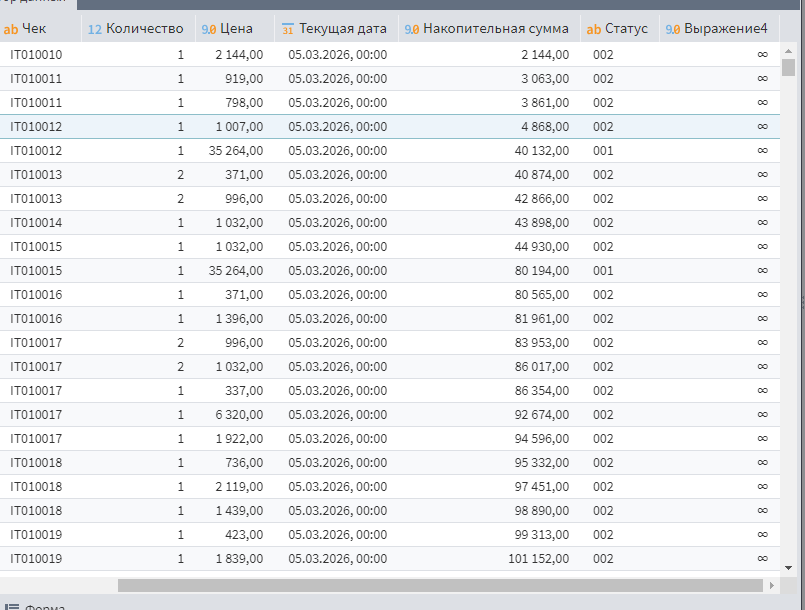 ab Чек 12 Количество 9.0 Цена 31 Текущая дата 9.0 Накопительная сумма ab Статус 9.0 Выражение4
IT010010 1 2 144,00 05.03.2026, 00:00 2 144,00 002 ∞
IT010011 1 919,00 05.03.2026, 00:00 3 063,00 002 ∞
IT010011 1 798,00 05.03.2026, 00:00 3 861,00 002 ∞
IT010012 1 1 007,00 05.03.2026, 00:00 4 868,00 002 ∞
IT010012 1 35 264,00 05.03.2026, 00:00 40 132,00 001 ∞
IT010013 2 371,00 05.03.2026, 00:00 40 874,00 002 ∞
IT010013 2 996,00 05.03.2026, 00:00 42 866,00 002 ∞
IT010014 1 1 032,00 05.03.2026, 00:00 43 898,00 002 ∞
IT010015 1 1 032,00 05.03.2026, 00:00 44 930,00 002 ∞
IT010015 1 35 264,00 05.03.2026, 00:00 80 194,00 001 ∞
IT010016 1 371,00 05.03.2026, 00:00 80 565,00 002 ∞
IT010016 1 1 396,00 05.03.2026, 00:00 81 961,00 002 ∞
IT010017 2 996,00 05.03.2026, 00:00 83 953,00 002 ∞
IT010017 2 1 032,00 05.03.2026, 00:00 86 017,00 002 ∞
IT010017 1 337,00 05.03.2026, 00:00 86 354,00 002 ∞
IT010017 1 6 320,00 05.03.2026, 00:00 92 674,00 002 ∞
IT010017 1 1 922,00 05.03.2026, 00:00 94 596,00 002 ∞
IT010018 1 736,00 05.03.2026, 00:00 95 332,00 002 ∞
IT010018 1 2 119,00 05.03.2026, 00:00 97 451,00 002 ∞
IT010018 1 1 439,00 05.03.2026, 00:00 98 890,00 002 ∞
IT010019 1 423,00 05.03.2026, 00:00 99 313,00 002 ∞
IT010019 1 1 839,00 05.03.2026, 00:00 101 152,00 002 ∞
Форма